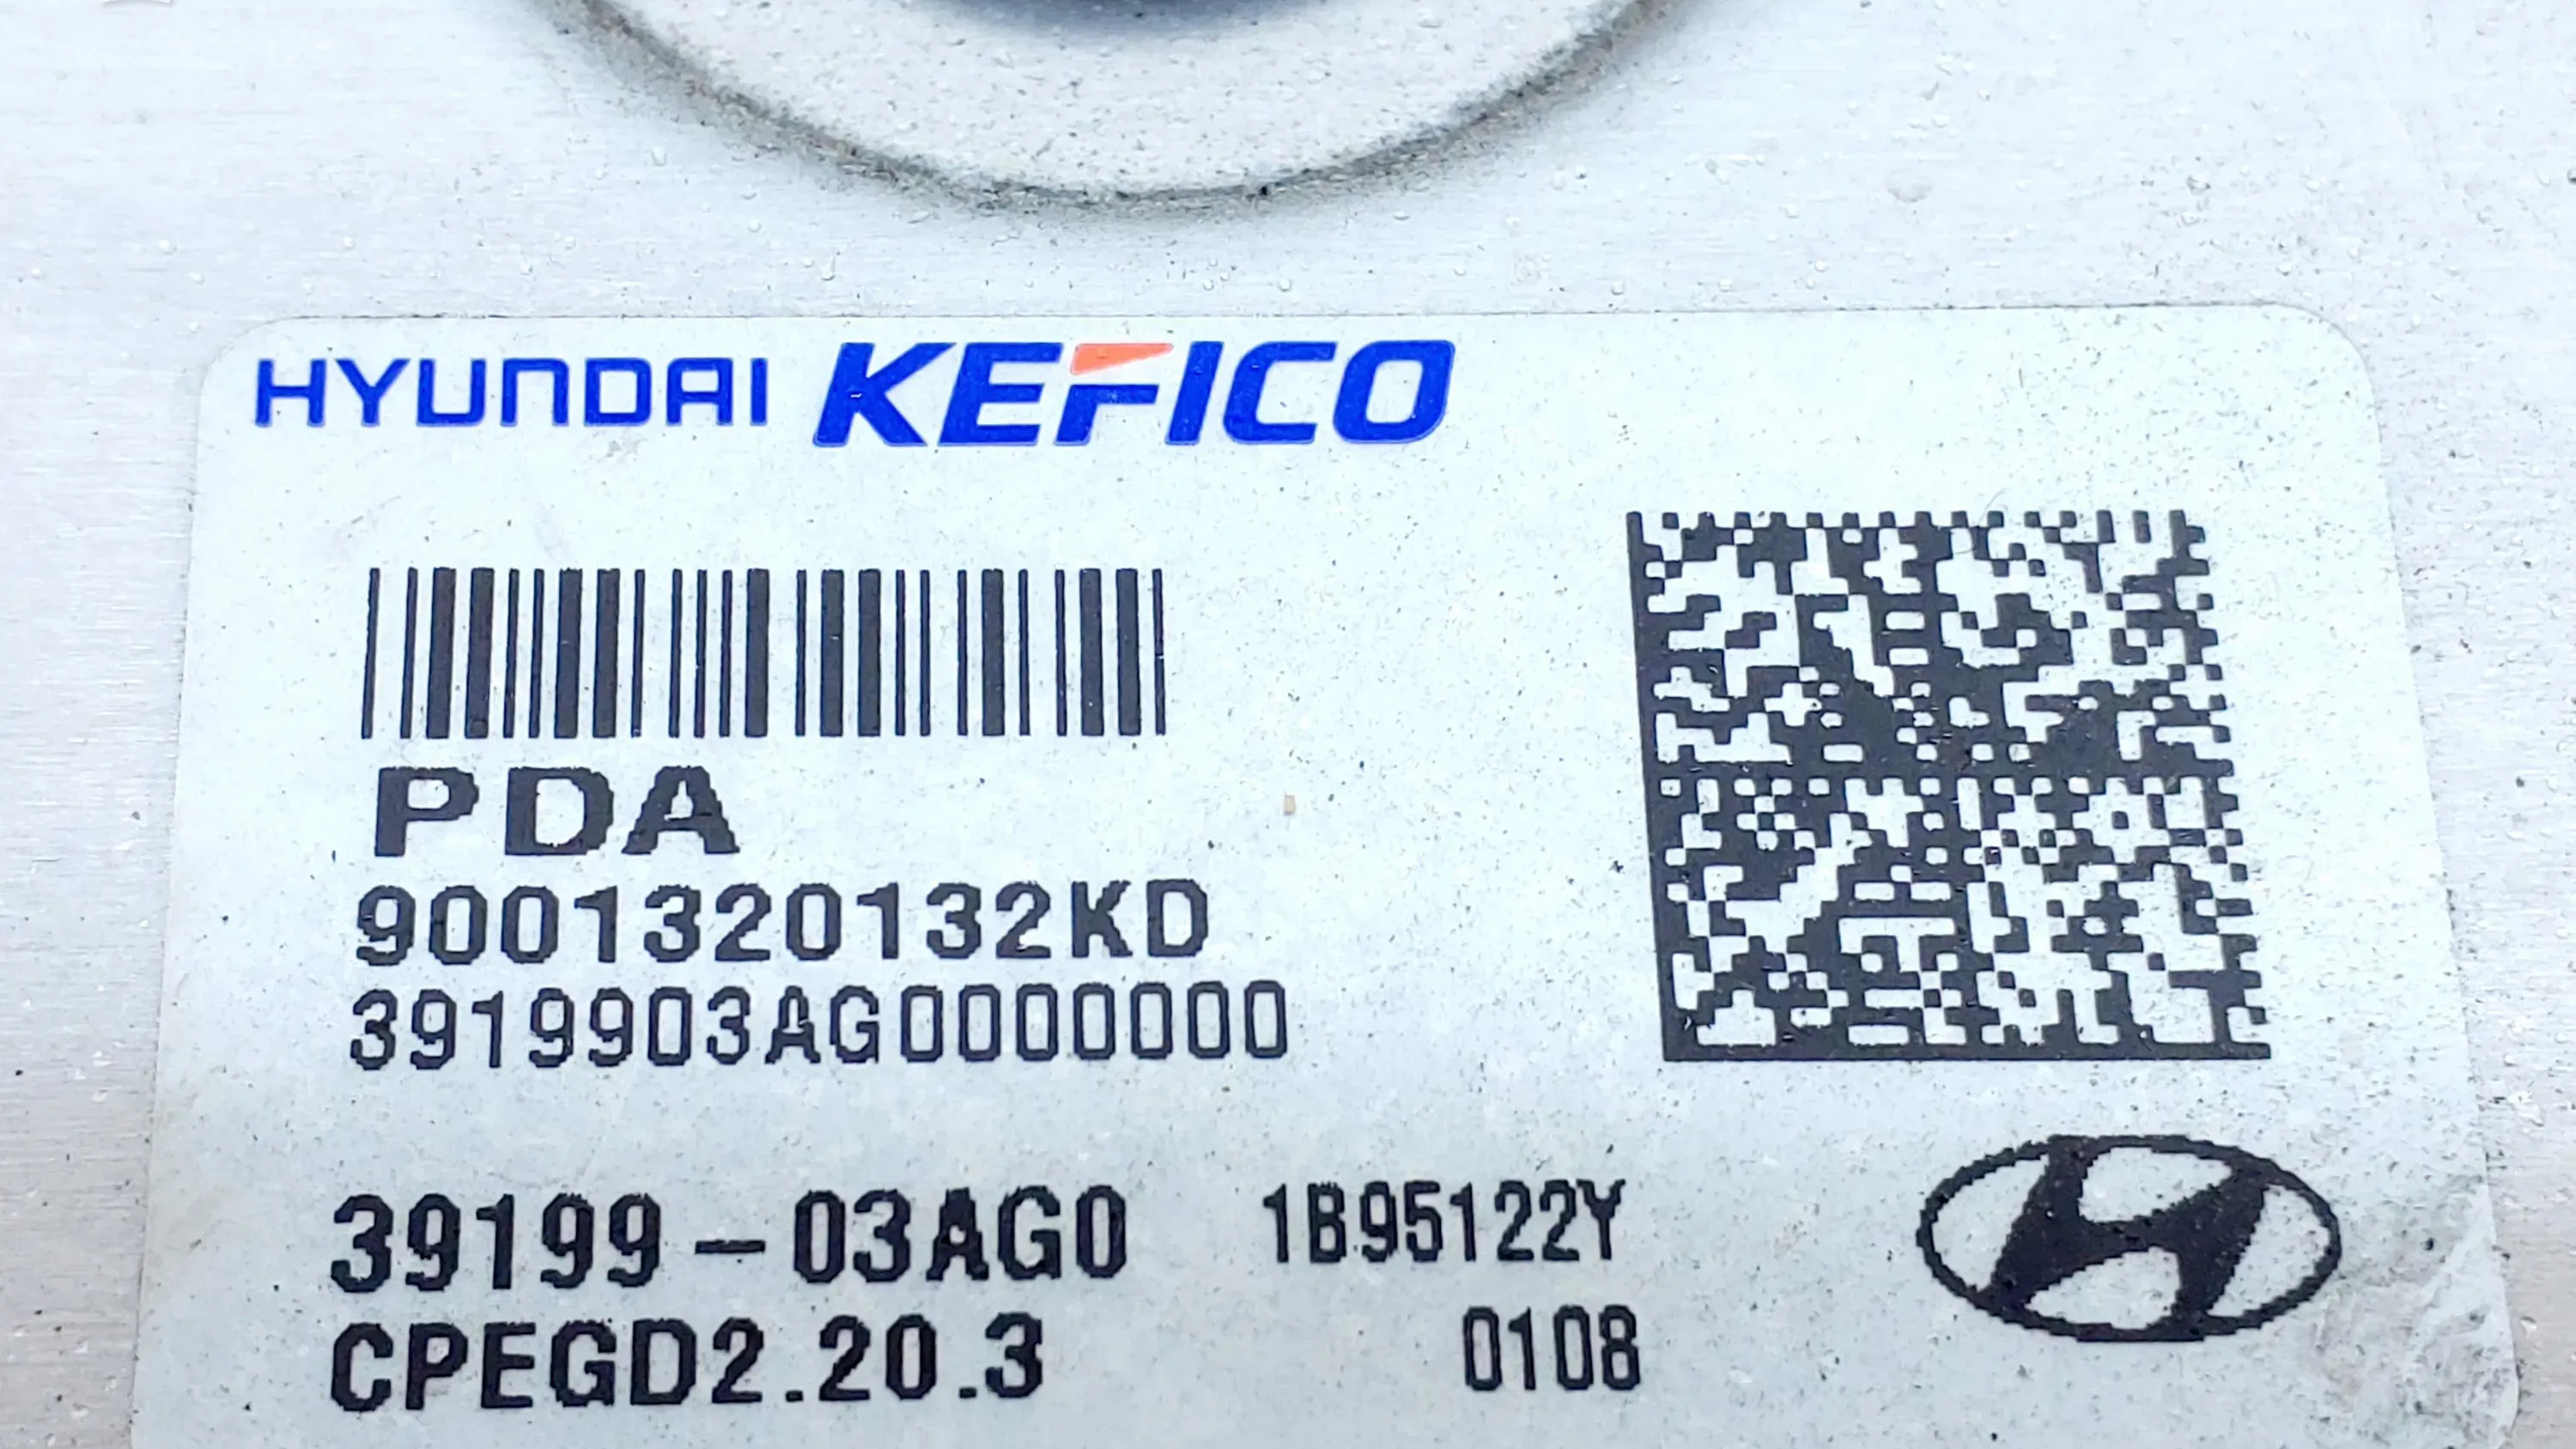 HYUNDAI KEFICO
PDA
9001320132KD
3919903AG0000000
39199-03AG0 1B95122Y
CPEGD2.20.3 0108